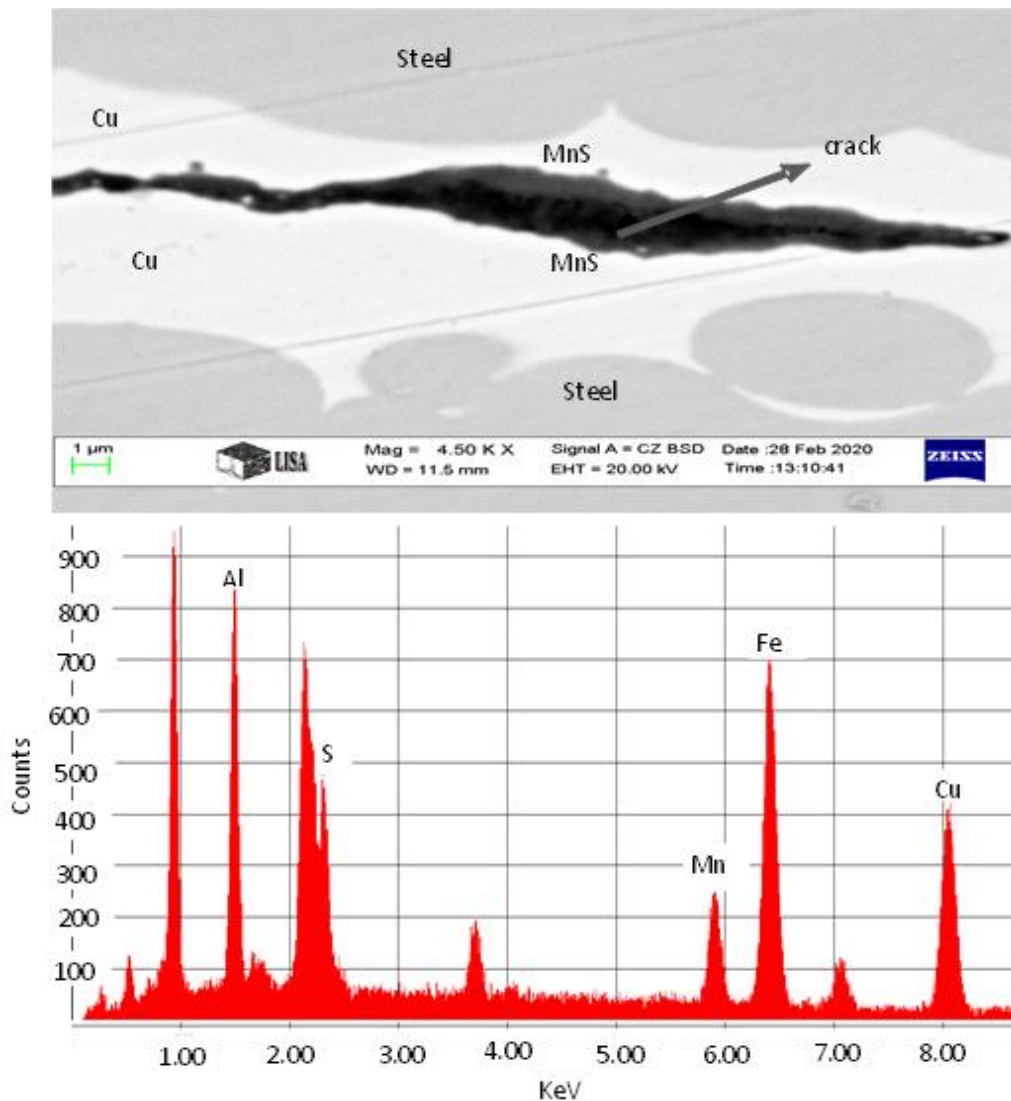 Steel
Cu
MnS
crack
Cu
MnS
Steel
1 µm
LISA
Mag = 4.50 K X
Signal A = CZ BSD
Date :28 Feb 2020
WD = 11.5 mm
EHT = 20.00 kV
Time :13:10:41
ZEISS
900
800
700
600
500
400
300
200
100
Counts
Al
S
Mn
Fe
Cu
1.00 2.00 3.00 4.00 5.00 6.00 7.00 8.00
KeV